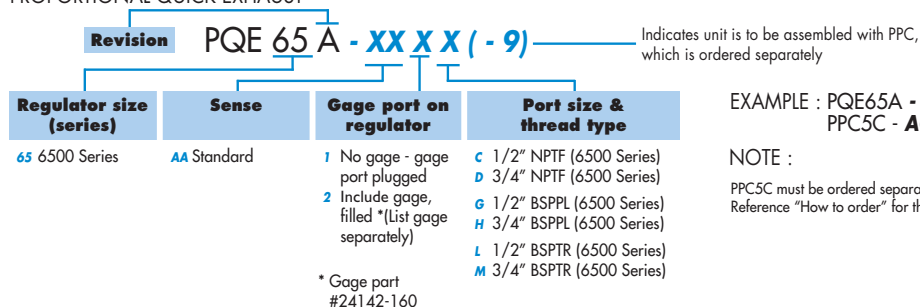 PROPORTIONAL QUICK EXHAUST
Revision PQE 65 A - XX X X ( - 9)
Indicates unit is to be assembled with PPC,
which is ordered separately
Regulator size
(series)
65 6500 Series
Sense
AA Standard
Gage port on
regulator
1 No gage - gage
port plugged
2 Include gage,
filled *(List gage
separately)
* Gage part
#24142-160
Port size &
thread type
C 1/2” NPTF (6500 Series)
D 3/4” NPTF (6500 Series)
G 1/2” BSPPL (6500 Series)
H 3/4” BSPPL (6500 Series)
L 1/2” BSPTR (6500 Series)
M 3/4” BSPTR (6500 Series)
EXAMPLE : PQE65A -
PPC5C - A
NOTE :
PPC5C must be ordered separa
Reference “How to order” for th